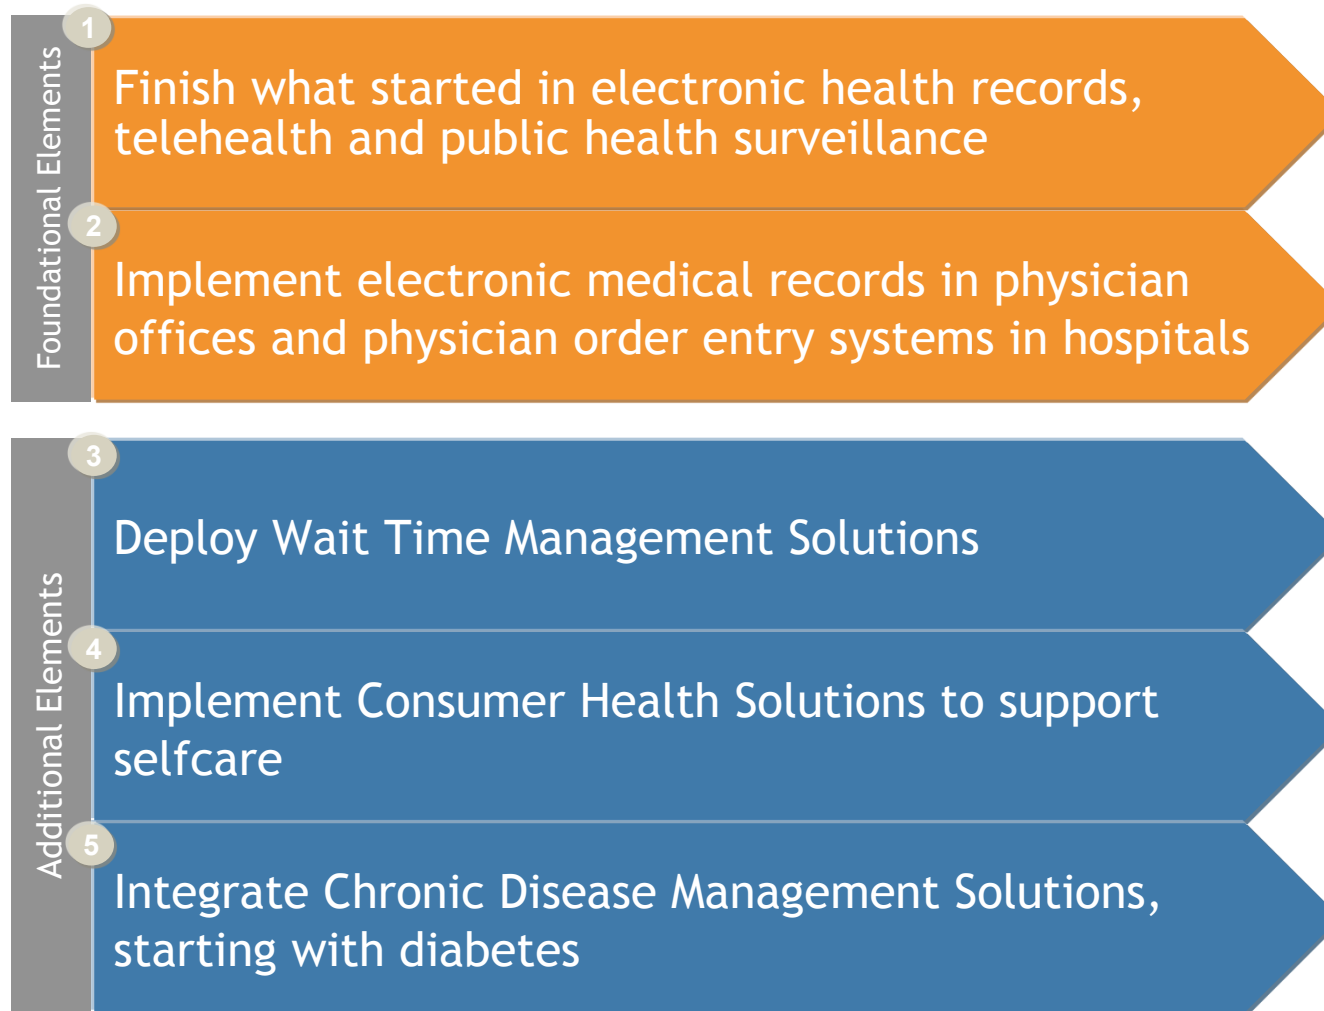 Foundational Elements
1
Finish what started in electronic health records,
telehealth and public health surveillance
2
Implement electronic medical records in physician
offices and physician order entry systems in hospitals
Additional Elements
3
Deploy Wait Time Management Solutions
4
Implement Consumer Health Solutions to support
selfcare
5
Integrate Chronic Disease Management Solutions,
starting with diabetes